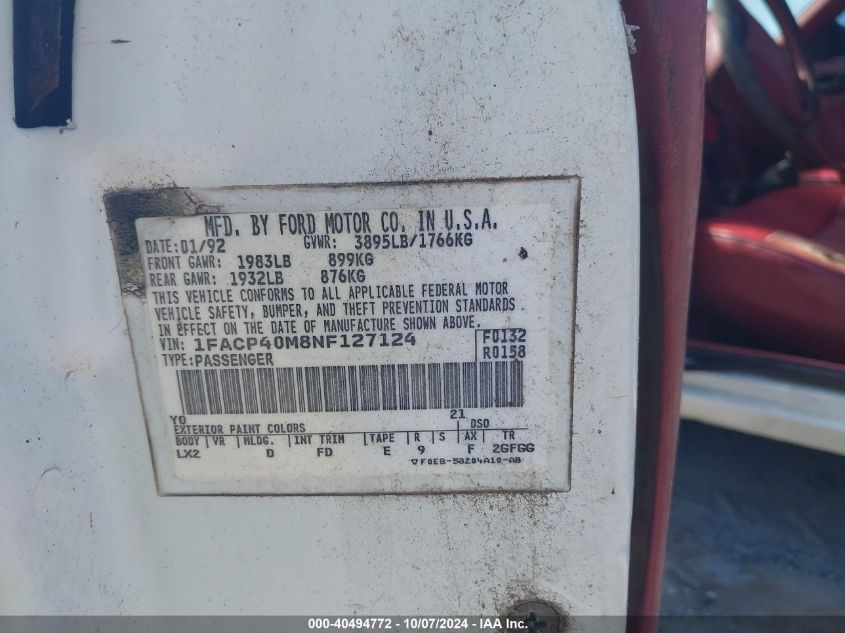 MFD. BY FORD MOTOR CO. IN U.S.A.
DATE: 01/92 GVWR: 3895LB/1766KG
FRONT GAWR: 1983LB 899KG
REAR GAWR: 1932LB 876KG
THIS VEHICLE CONFORMS TO ALL APPLICABLE FEDERAL MOTOR
VEHICLE SAFETY, BUMPER, AND THEFT PREVENTION STANDARDS
IN EFFECT ON THE DATE OF MANUFACTURE SHOWN ABOVE.
VIN: 1FACP40M8NF127124 F0132
TYPE: PASSENGER R0158
YO 21
EXTERIOR PAINT COLORS DSO
BODY VR MLDG. INT TRIM TAPE R S AX TR
LX2 D FD E 9 F 2GFGG
▽F0EB-58204A10-AB
000-40494772 - 10/07/2024 - IAA Inc.